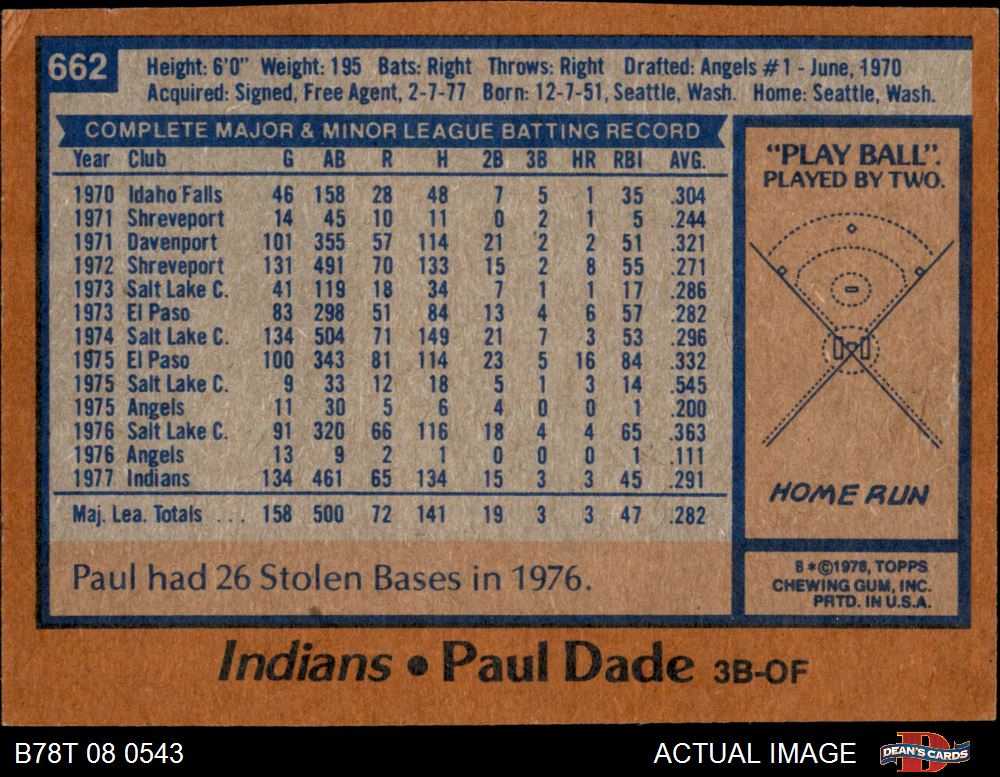 662
Height: 6'0" Weight: 195 Bats: Right Throws: Right Drafted: Angels #1 - June, 1970
Acquired: Signed, Free Agent, 2-7-77 Born: 12-7-51, Seattle, Wash. Home: Seattle, Wash.
COMPLETE MAJOR & MINOR LEAGUE BATTING RECORD
Year Club G AB R H 2B 3B HR RBI AVG.
1970 Idaho Falls 46 158 28 48 7 5 1 35 .304
1971 Shreveport 14 45 10 11 0 2 1 5 .244
1971 Davenport 101 355 57 114 21 2 2 51 .321
1972 Shreveport 131 491 70 133 15 2 8 55 .271
1973 Salt Lake C. 41 119 18 34 7 1 1 17 .286
1973 El Paso 83 298 51 84 13 4 6 57 .282
1974 Salt Lake C. 134 504 71 149 21 7 3 53 .296
1975 El Paso 100 343 81 114 23 5 16 84 .332
1975 Salt Lake C. 9 33 12 18 5 1 3 14 .545
1975 Angels 11 30 5 6 4 0 0 1 .200
1976 Salt Lake C. 91 320 66 116 18 4 4 65 .363
1976 Angels 13 9 2 1 0 0 0 1 .111
1977 Indians 134 461 65 134 15 3 3 45 .291
Maj. Lea. Totals ... 158 500 72 141 19 3 3 47 .282
Paul had 26 Stolen Bases in 1976.
"PLAY BALL".
PLAYED BY TWO.
HOME RUN
B*©1978, TOPPS
CHEWING GUM, INC.
PRTD. IN U.S.A.
Indians • Paul Dade 3B-OF
B78T 08 0543
ACTUAL IMAGE
DEAN'S CARDS